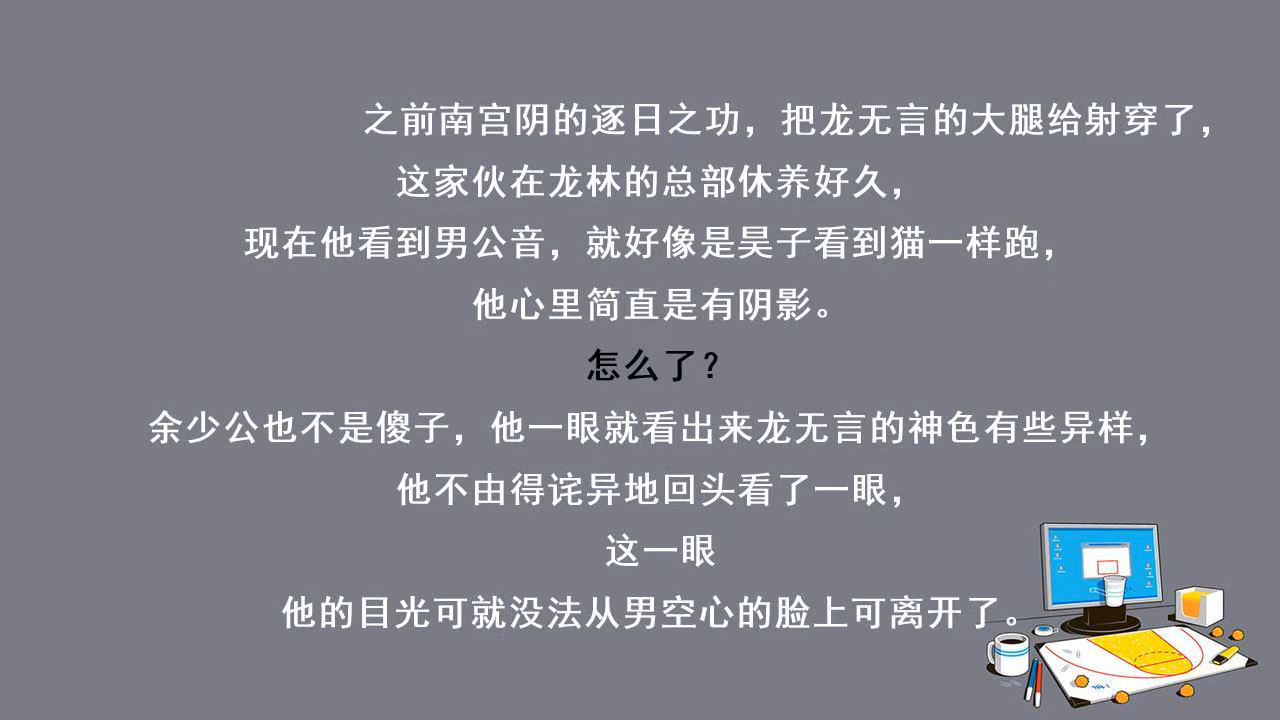 之前南宫阴的逐日之功，把龙无言的大腿给射穿了，
这家伙在龙林的总部休养好久，
现在他看到男公音，就好像是昊子看到猫一样跑，
他心里简直是有阴影。
怎么了？
余少公也不是傻子，他一眼就看出来龙无言的神色有些异样，
他不由得诧异地回头看了一眼，
这一眼
他的目光可就没法从男空心的脸上可离开了。